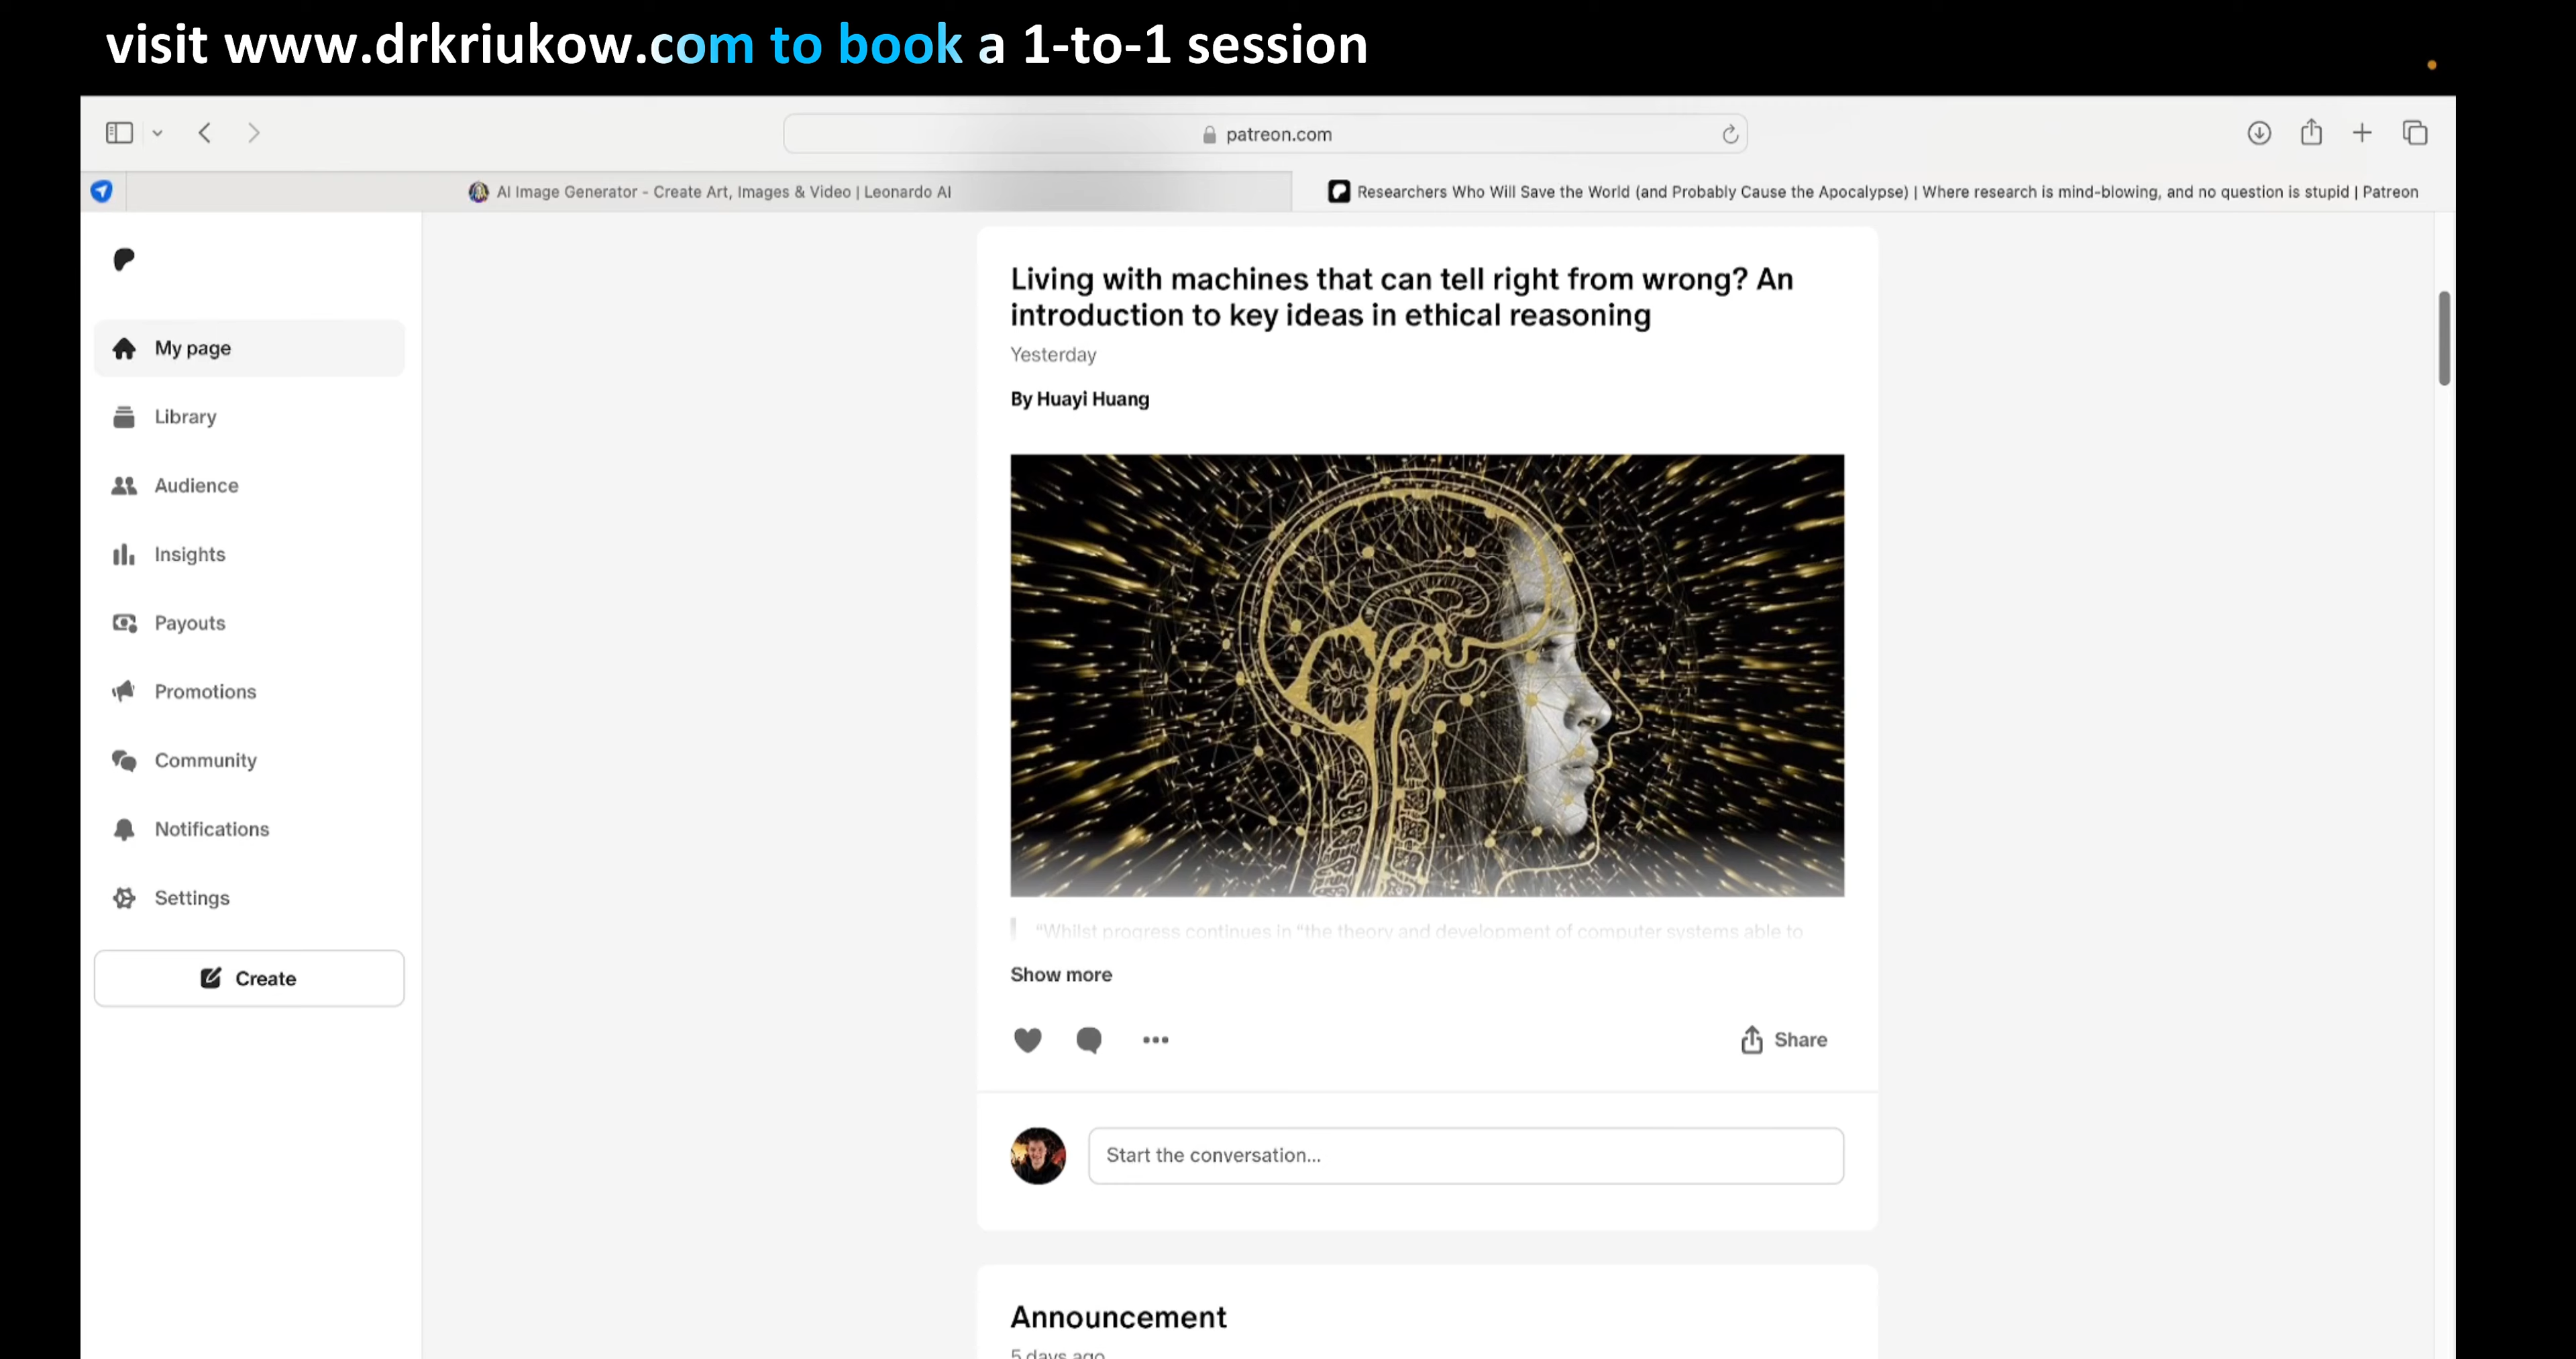 visit www.drkriukow.com to book a 1-to-1 session
patreon.com
AI Image Generator - Create Art, Images & Video | Leonardo AI
Researchers Who Will Save the World (and Probably Cause the Apocalypse) | Where research is mind-blowing, and no question is stupid | Patreon
My page
Library
Audience
Insights
Payouts
Promotions
Community
Notifications
Settings
Create
Living with machines that can tell right from wrong? An
introduction to key ideas in ethical reasoning
Yesterday
By Huayi Huang
“Whilst progress continues in “the theory and development of computer systems able to
Show more
Share
Start the conversation...
Announcement
5 days ago